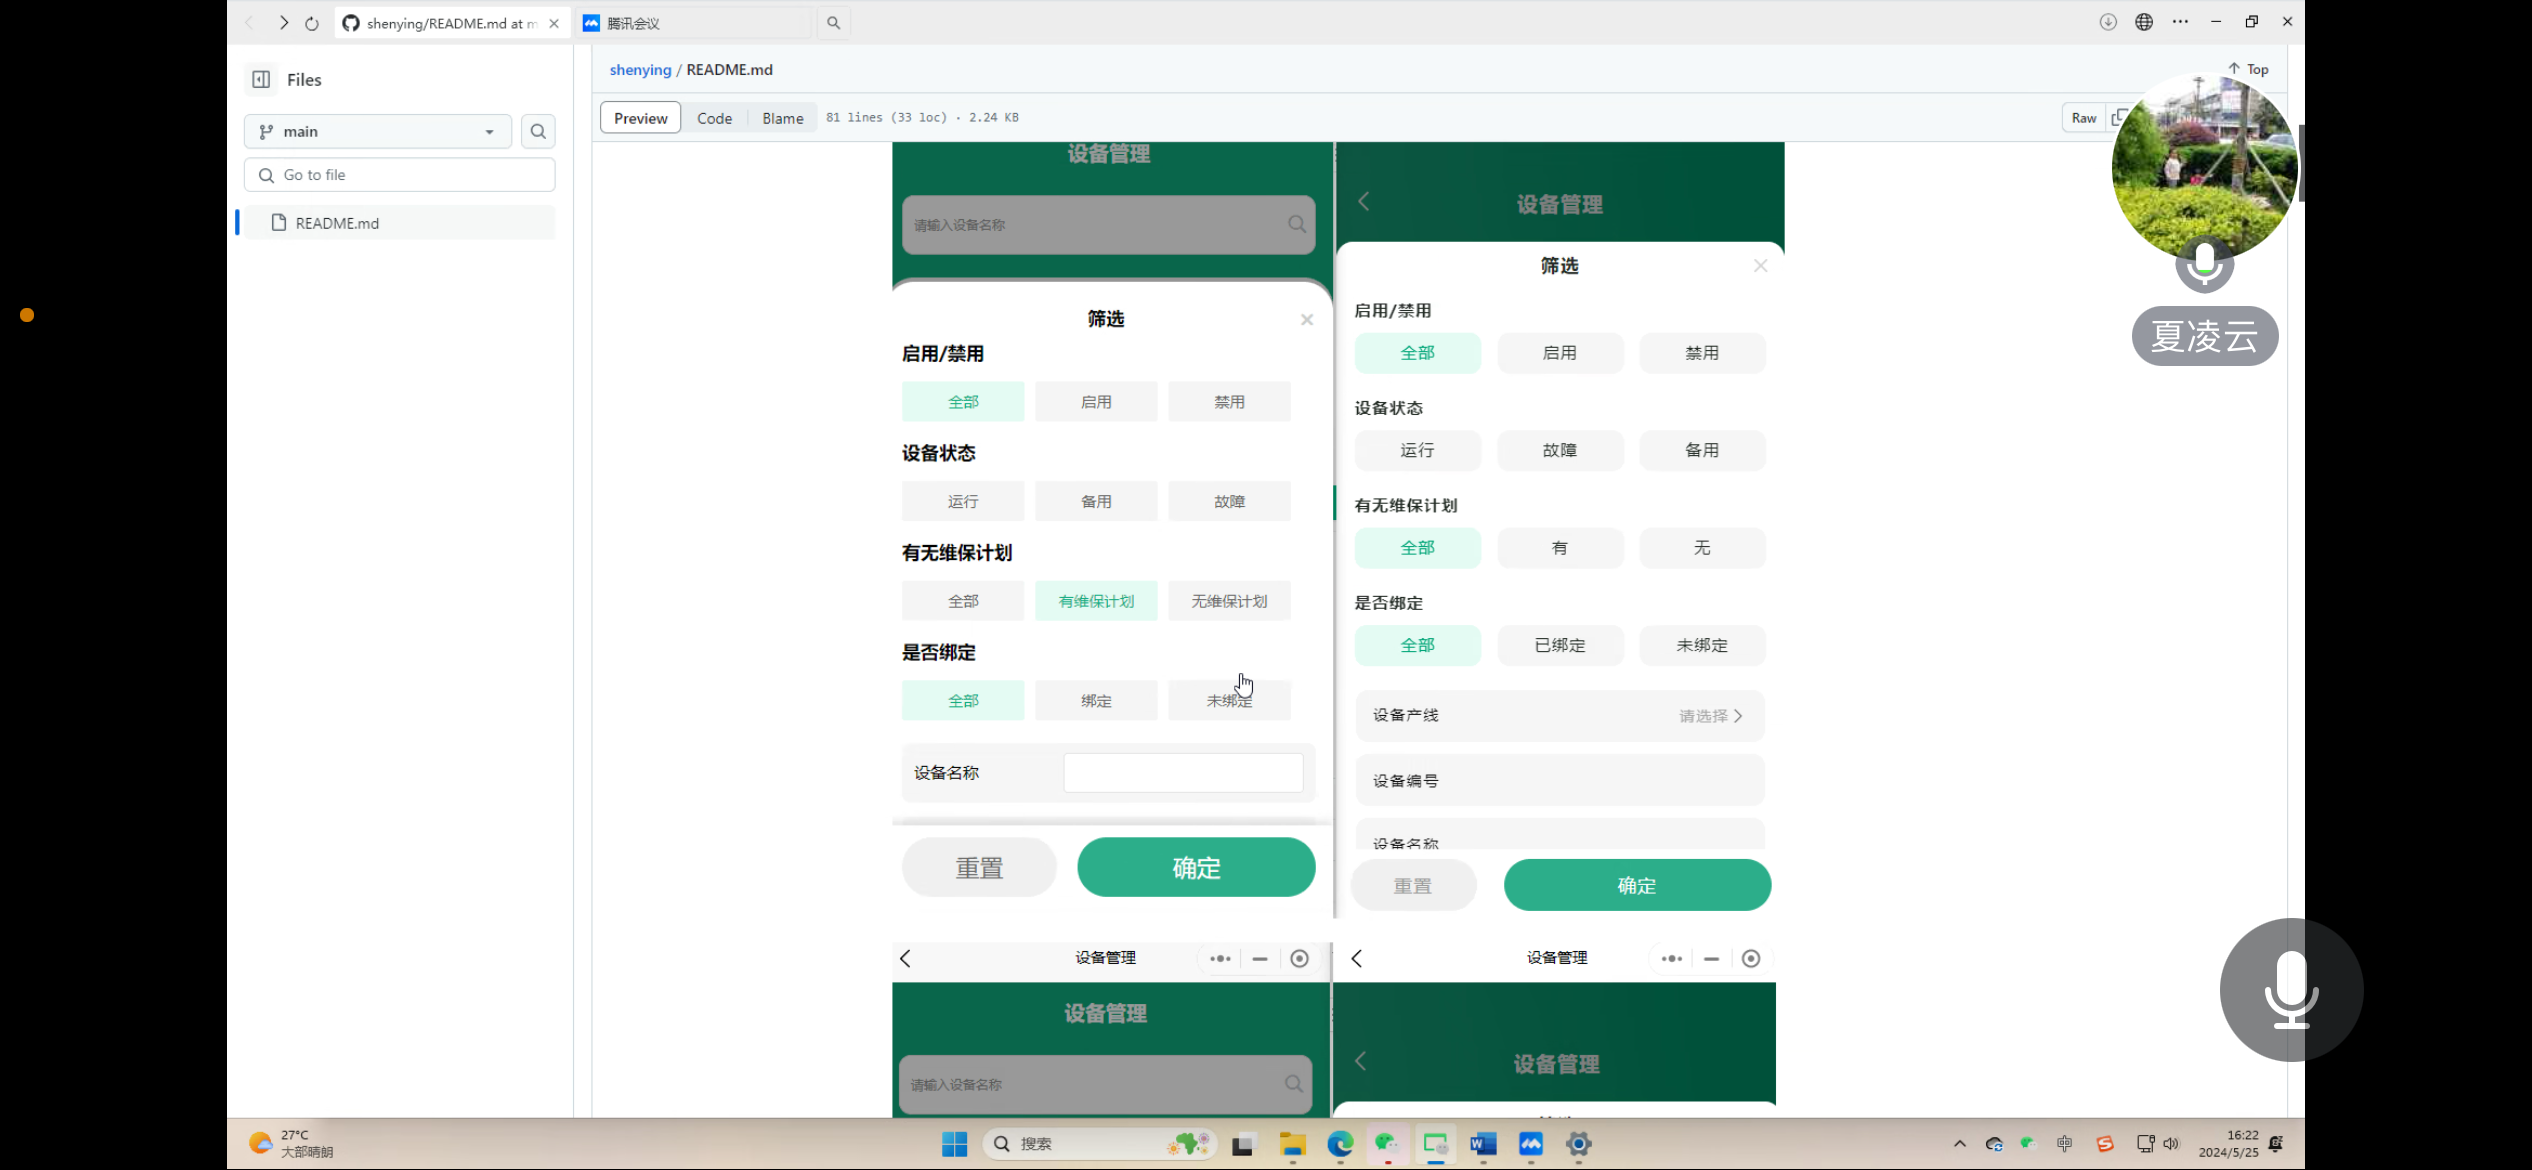 shenying/README.md at m
腾讯会议
Files
main
Go to file
README.md
shenying / README.md
Top
Preview Code Blame 81 lines (33 loc) · 2.24 KB
Raw
夏凌云
设备管理
请输入设备名称
筛选
启用/禁用
全部 启用 禁用
设备状态
运行 备用 故障
有无维保计划
全部 有维保计划 无维保计划
是否绑定
全部 绑定 未绑定
设备名称
重置 确定
设备管理
筛选
启用/禁用
全部 启用 禁用
设备状态
运行 故障 备用
有无维保计划
全部 有 无
是否绑定
全部 已绑定 未绑定
设备产线 请选择
设备编号
设备名称
重置 确定
设备管理
设备管理
请输入设备名称
设备管理
设备管理
27°C
大部晴朗
搜索
中
16:22
2024/5/25